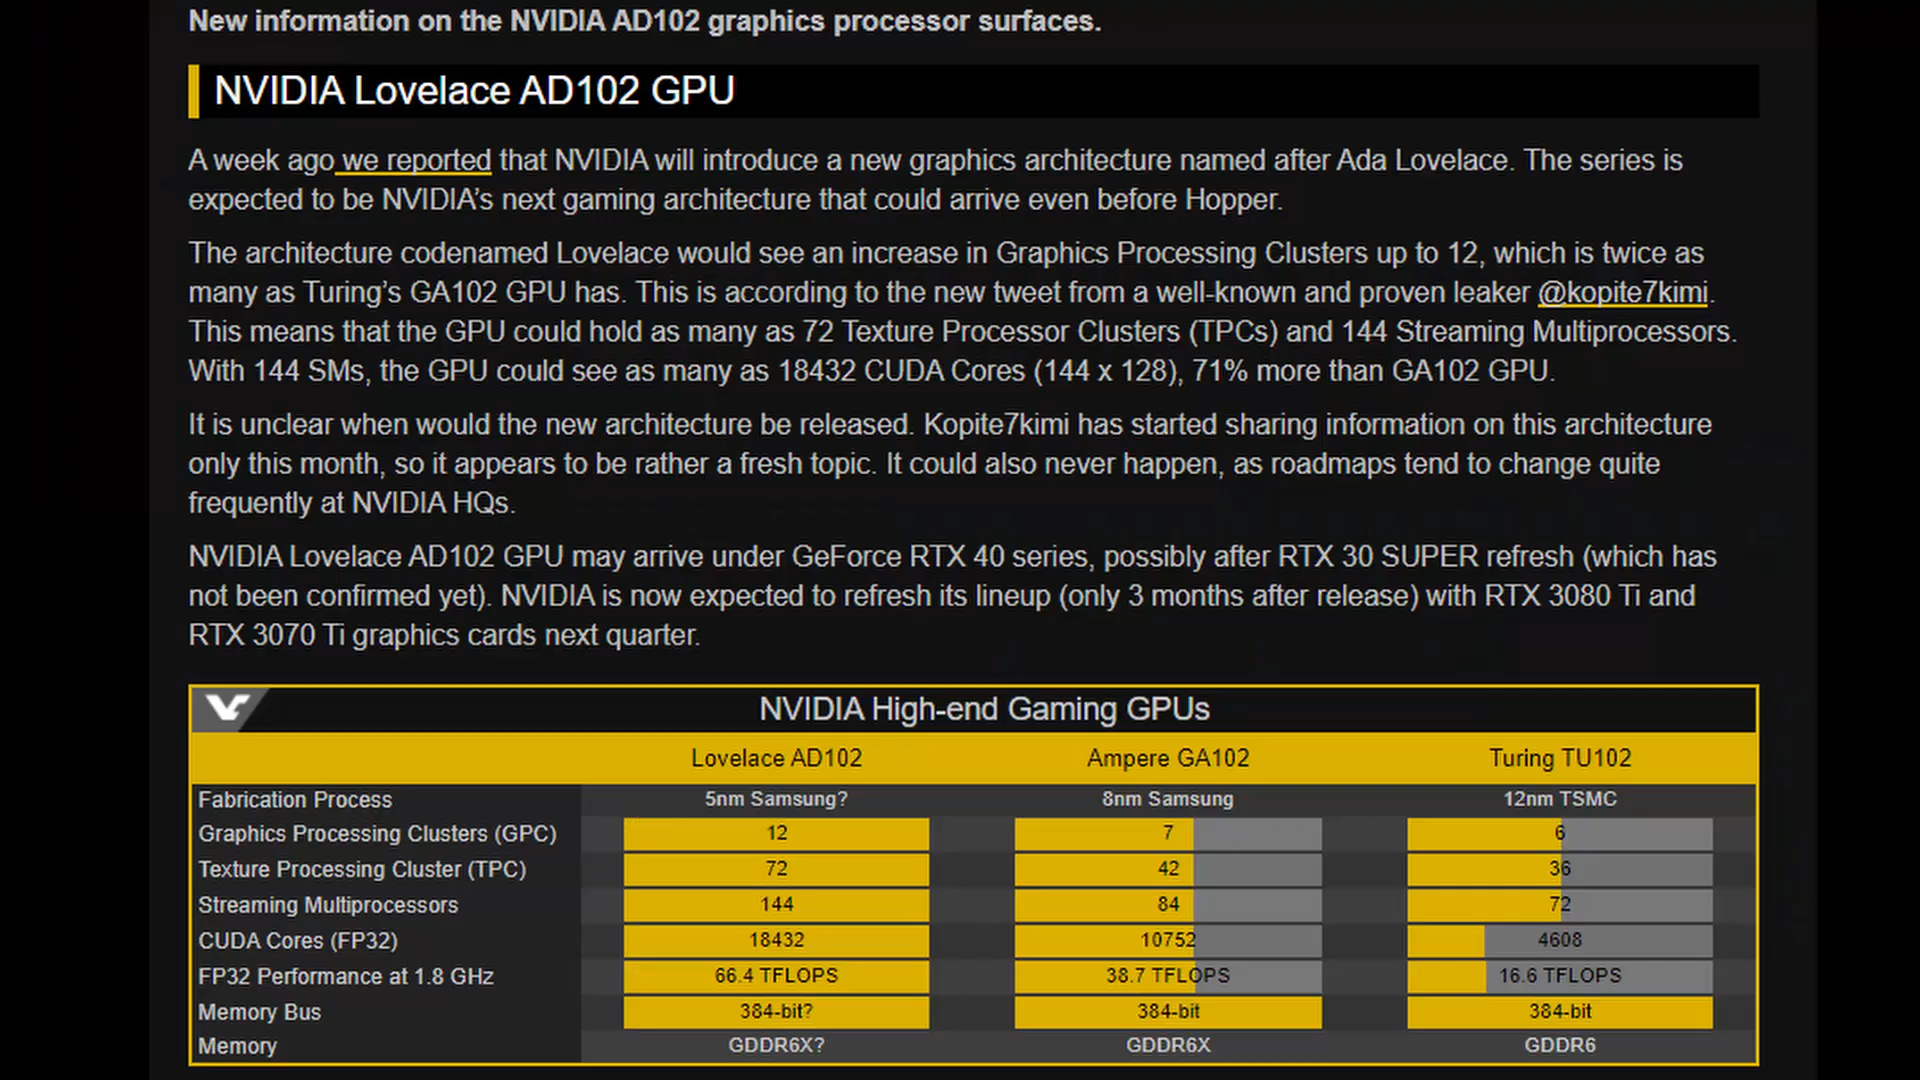 New information on the NVIDIA AD102 graphics processor surfaces.
NVIDIA Lovelace AD102 GPU
A week ago we reported that NVIDIA will introduce a new graphics architecture named after Ada Lovelace. The series is
expected to be NVIDIA's next gaming architecture that could arrive even before Hopper.
The architecture codenamed Lovelace would see an increase in Graphics Processing Clusters up to 12, which is twice as
many as Turing's GA102 GPU has. This is according to the new tweet from a well-known and proven leaker @kopite7kimi.
This means that the GPU could hold as many as 72 Texture Processor Clusters (TPCs) and 144 Streaming Multiprocessors.
With 144 SMs, the GPU could see as many as 18432 CUDA Cores (144 x 128), 71% more than GA102 GPU.
It is unclear when would the new architecture be released. Kopite7kimi has started sharing information on this architecture
only this month, so it appears to be rather a fresh topic. It could also never happen, as roadmaps tend to change quite
frequently at NVIDIA HQs.
NVIDIA Lovelace AD102 GPU may arrive under GeForce RTX 40 series, possibly after RTX 30 SUPER refresh (which has
not been confirmed yet). NVIDIA is now expected to refresh its lineup (only 3 months after release) with RTX 3080 Ti and
RTX 3070 Ti graphics cards next quarter.
NVIDIA High-end Gaming GPUs
Lovelace AD102 Ampere GA102 Turing TU102
Fabrication Process 5nm Samsung? 8nm Samsung 12nm TSMC
Graphics Processing Clusters (GPC) 12 7 6
Texture Processing Cluster (TPC) 72 42 36
Streaming Multiprocessors 144 84 72
CUDA Cores (FP32) 18432 10752 4608
FP32 Performance at 1.8 GHz 66.4 TFLOPS 38.7 TFLOPS 16.6 TFLOPS
Memory Bus 384-bit? 384-bit 384-bit
Memory GDDR6X? GDDR6X GDDR6